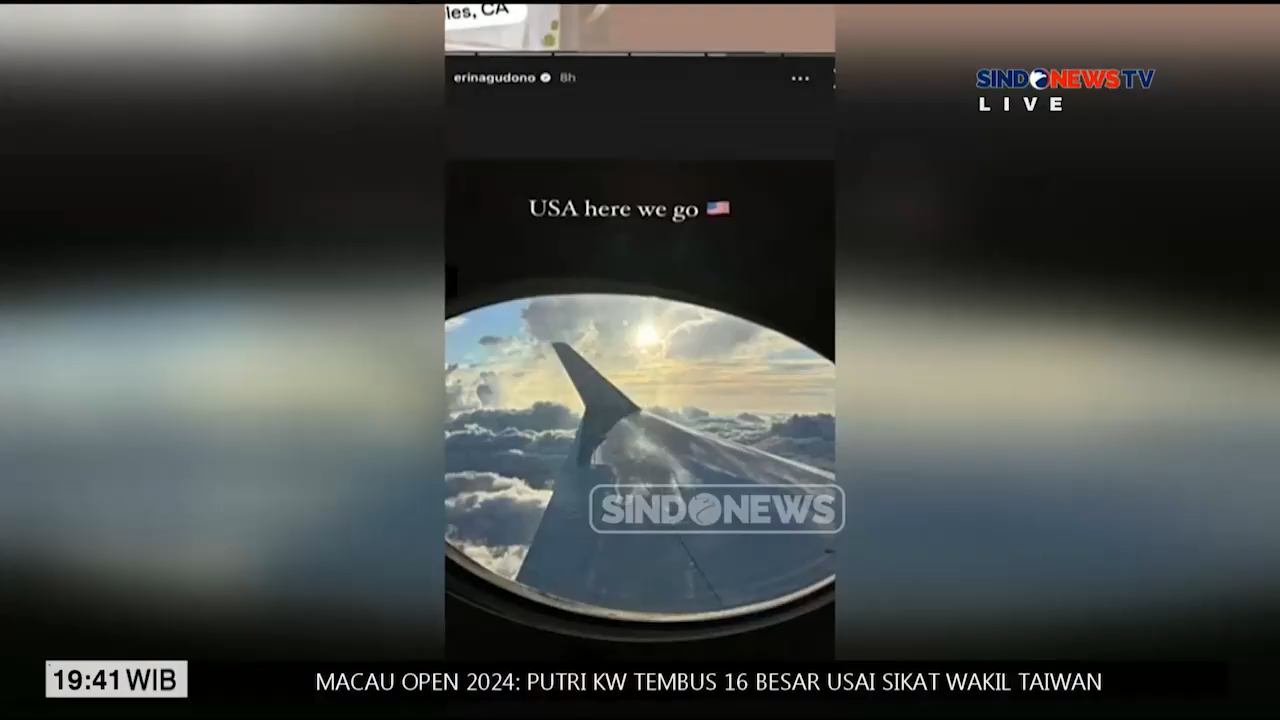 les, CA
erinagudono 8h
SINDONEWSTV
LIVE
USA here we go 🇺🇸
SINDONEWS
19:41 WIB
MACAU OPEN 2024: PUTRI KW TEMBUS 16 BESAR USAI SIKAT WAKIL TAIWAN